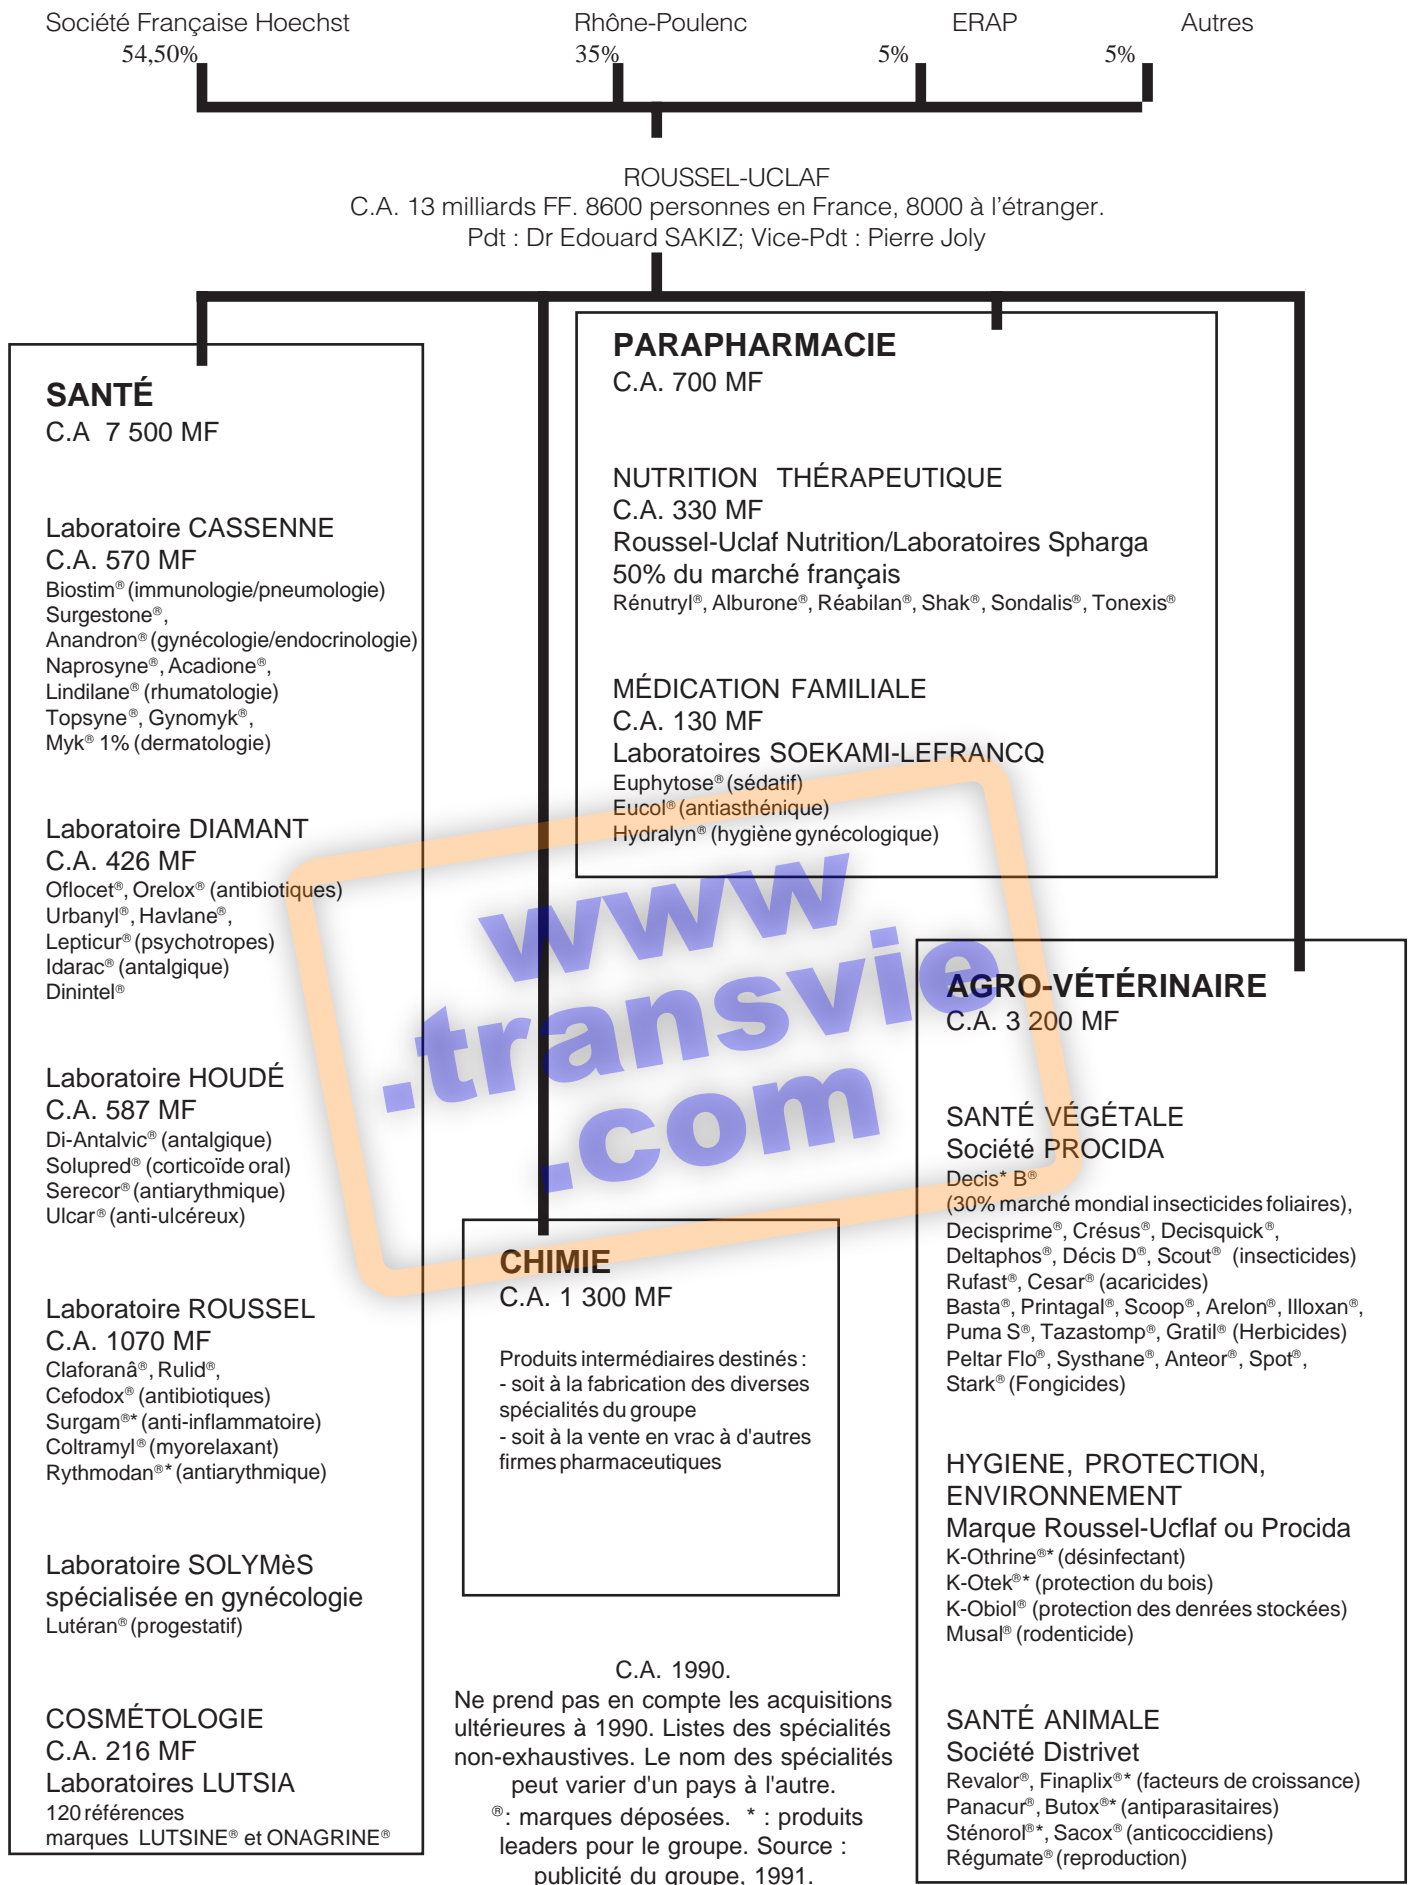 Société Française Hoechst
54,50%
Rhône-Poulenc
35%
ERAP
5%
Autres
5%
ROUSSEL-UCLAF
C.A. 13 milliards FF. 8600 personnes en France, 8000 à l'étranger.
Pdt : Dr Edouard SAKIZ; Vice-Pdt : Pierre Joly
SANTÉ
C.A 7 500 MF
Laboratoire CASSENNE
C.A. 570 MF
Biostim® (immunologie/pneumologie)
Surgestone®,
Anandron® (gynécologie/endocrinologie)
Naprosyne®, Acadione®,
Lindilane® (rhumatologie)
Topsyne®, Gynomyk®,
Myk® 1% (dermatologie)
Laboratoire DIAMANT
C.A. 426 MF
Oflocet®, Orelox® (antibiotiques)
Urbanyl®, Havlane®,
Lepticur® (psychotropes)
Idarac® (antalgique)
Dinintel®
Laboratoire HOUDÉ
C.A. 587 MF
Di-Antalvic® (antalgique)
Solupred® (corticoïde oral)
Serecor® (antiarythmique)
Ulcar® (anti-ulcéreux)
Laboratoire ROUSSEL
C.A. 1070 MF
Claforanâ®, Rulid®,
Cefodox® (antibiotiques)
Surgam®* (anti-inflammatoire)
Coltramyl® (myorelaxant)
Rythmodan®* (antiarythmique)
Laboratoire SOLYMèS
spécialisée en gynécologie
Lutéran® (progestatif)
COSMÉTOLOGIE
C.A. 216 MF
Laboratoires LUTSIA
120 références
marques LUTSINE® et ONAGRINE®
PARAPHARMACIE
C.A. 700 MF
NUTRITION THÉRAPEUTIQUE
C.A. 330 MF
Roussel-Uclaf Nutrition/Laboratoires Spharga
50% du marché français
Rénutryl®, Alburone®, Réabilan®, Shak®, Sondalis®, Tonexis®
MÉDICATION FAMILIALE
C.A. 130 MF
Laboratoires SOEKAMI-LEFRANCQ
Euphytose® (sédatif)
Eucol® (antiasthénique)
Hydralyn® (hygiène gynécologique)
www
.transvie
.com
CHIMIE
C.A. 1 300 MF
Produits intermédiaires destinés :
- soit à la fabrication des diverses
spécialités du groupe
- soit à la vente en vrac à d'autres
firmes pharmaceutiques
C.A. 1990.
Ne prend pas en compte les acquisitions
ultérieures à 1990. Listes des spécialités
non-exhaustives. Le nom des spécialités
peut varier d'un pays à l'autre.
®: marques déposées. * : produits
leaders pour le groupe. Source :
publicité du groupe, 1991.
AGRO-VÉTÉRINAIRE
C.A. 3 200 MF
SANTÉ VÉGÉTALE
Société PROCIDA
Decis* B®
(30% marché mondial insecticides foliaires),
Decisprime®, Crésus®, Decisquick®,
Deltaphos®, Décis D®, Scout® (insecticides)
Rufast®, Cesar® (acaricides)
Basta®, Printagal®, Scoop®, Arelon®, Illoxan®,
Puma S®, Tazastomp®, Gratil® (Herbicides)
Peltar Flo®, Systhane®, Anteor®, Spot®,
Stark® (Fongicides)
HYGIENE, PROTECTION,
ENVIRONNEMENT
Marque Roussel-Ucflaf ou Procida
K-Othrine®* (désinfectant)
K-Otek®* (protection du bois)
K-Obiol® (protection des denrées stockées)
Musal® (rodenticide)
SANTÉ ANIMALE
Société Distrivet
Revalor®, Finaplix®* (facteurs de croissance)
Panacur®, Butox®* (antiparasitaires)
Sténorol®*, Sacox® (anticoccidiens)
Régumate® (reproduction)